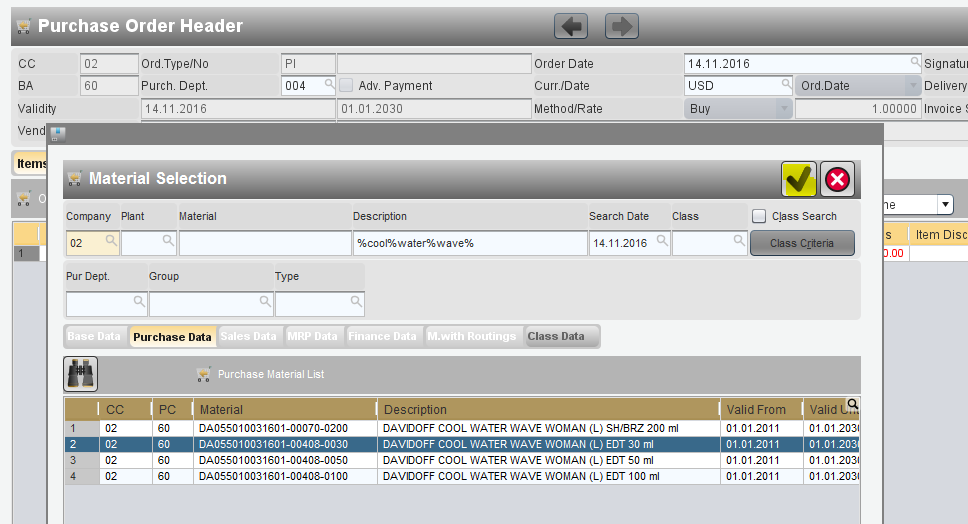 Purchase Order Header
CC 02 Ord.Type/No PI Order Date 14.11.2016 Signatur
BA 60 Purch. Dept. 004 Adv. Payment Curr./Date USD Ord.Date Delivery
Validity 14.11.2016 01.01.2030 Method/Rate Buy 1.00000 Invoice S
Vend
Items
Material Selection
O
ne
Company Plant Material Description Search Date Class Class Search
s Item Disc
02 %cool%water%wave% 14.11.2016 Class Criteria
1 0.00
Pur Dept. Group Type
Base Data Purchase Data Sales Data MRP Data Finance Data M.with Routings Class Data
Purchase Material List
CC PC Material Description Valid From Valid Un
1 02 60 DA055010031601-00070-0200 DAVIDOFF COOL WATER WAVE WOMAN (L) SH/BRZ 200 ml 01.01.2011 01.01.2030
2 02 60 DA055010031601-00408-0030 DAVIDOFF COOL WATER WAVE WOMAN (L) EDT 30 ml 01.01.2011 01.01.2030
3 02 60 DA055010031601-00408-0050 DAVIDOFF COOL WATER WAVE WOMAN (L) EDT 50 ml 01.01.2011 01.01.2030
4 02 60 DA055010031601-00408-0100 DAVIDOFF COOL WATER WAVE WOMAN (L) EDT 100 ml 01.01.2011 01.01.2030